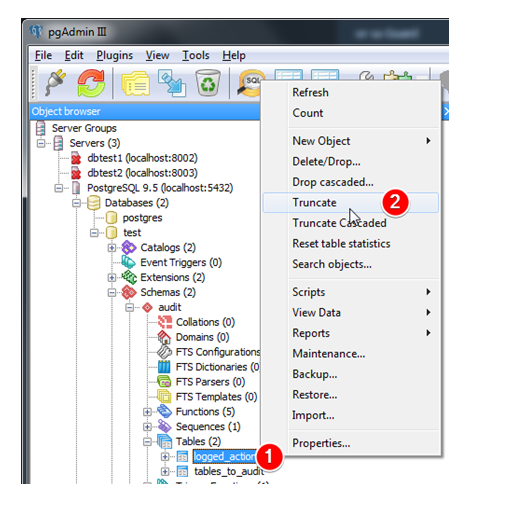 pgAdmin III
File Edit Plugins View Tools Help
SQL
Object browser
Server Groups
Servers (3)
dbtest1 (localhost:8002)
dbtest2 (localhost:8003)
PostgreSQL 9.5 (localhost:5432)
Databases (2)
postgres
test
Catalogs (2)
Event Triggers (0)
Extensions (2)
Schemas (2)
audit
Collations (0)
Domains (0)
FTS Configurations
FTS Dictionaries (0
FTS Parsers (0)
FTS Templates (0)
Functions (5)
Sequences (1)
Tables (2)
logged_action
1
tables_to_audit
Refresh
Count
New Object
Delete/Drop...
Drop cascaded...
Truncate
2
Truncate Cascaded
Reset table statistics
Search objects...
Scripts
View Data
Reports
Maintenance...
Backup...
Restore...
Import...
Properties...